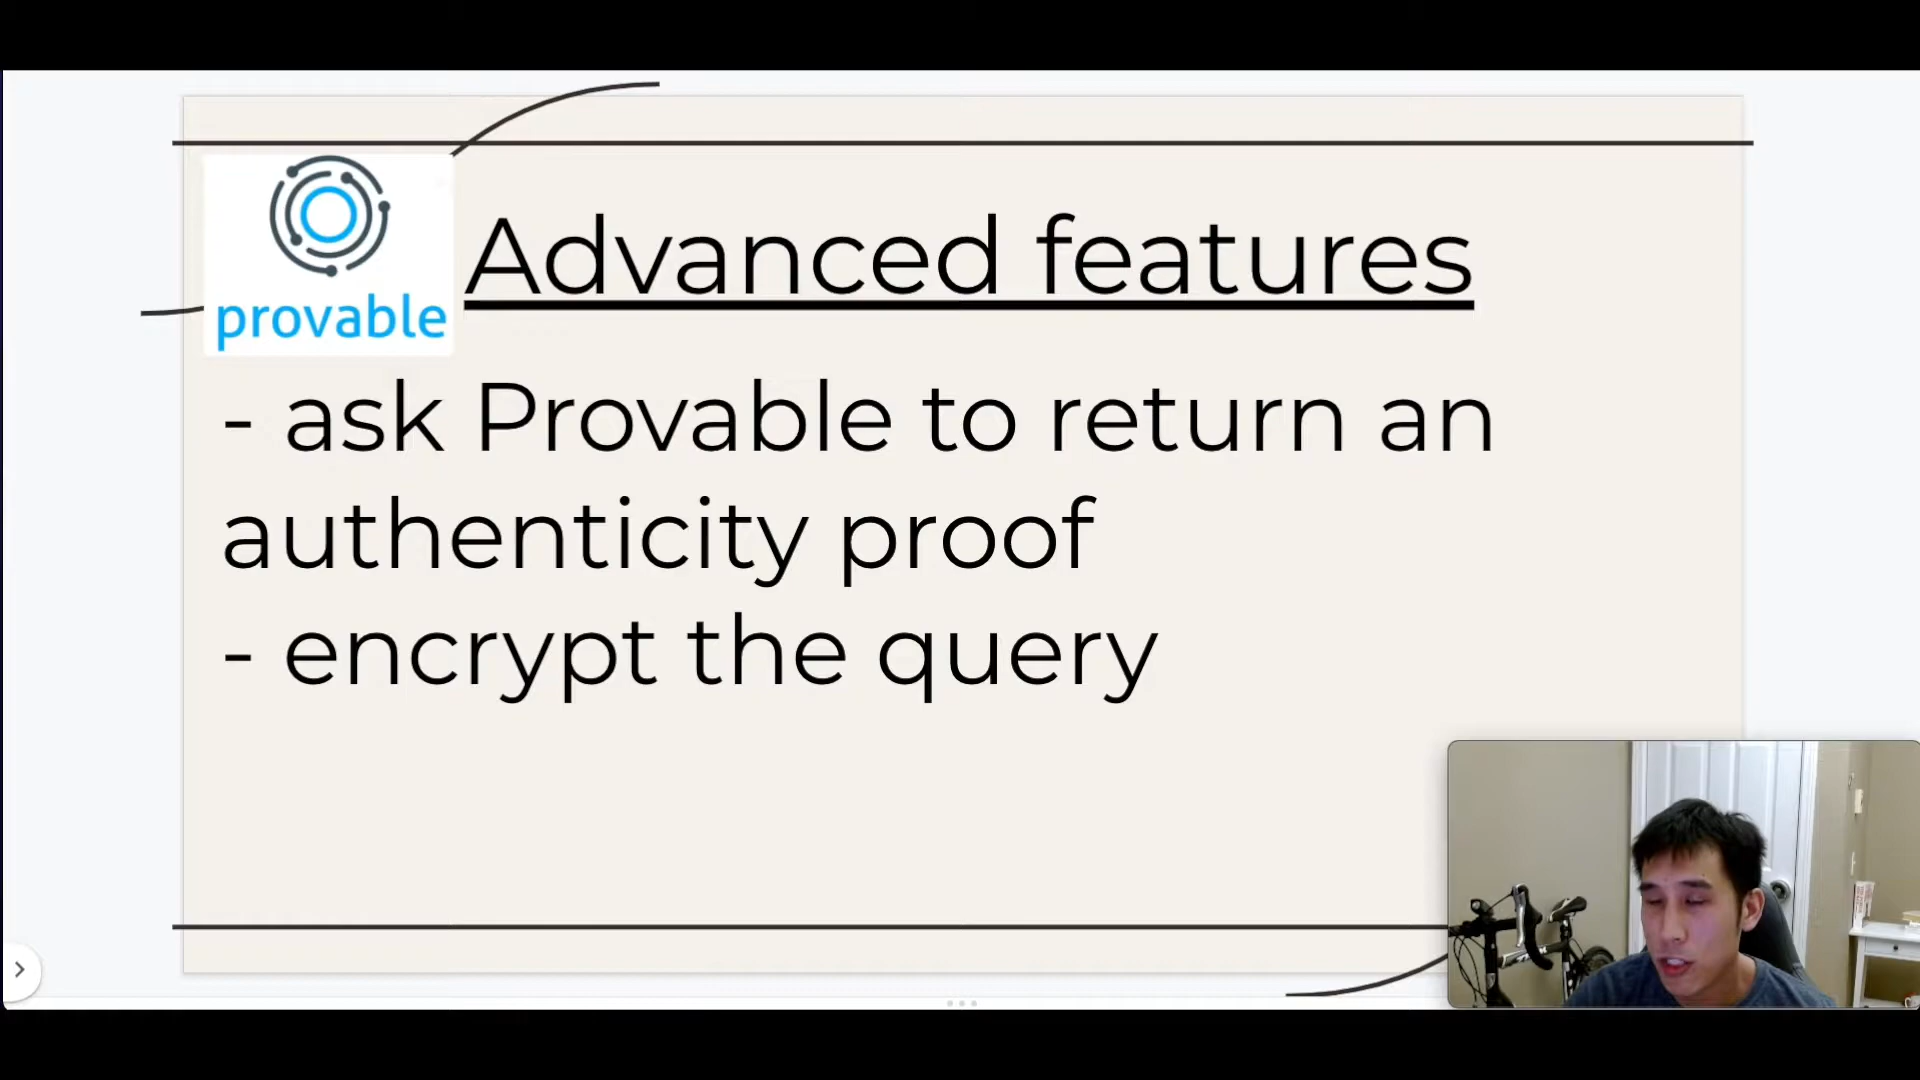 provable
Advanced features
- ask Provable to return an
authenticity proof
- encrypt the query